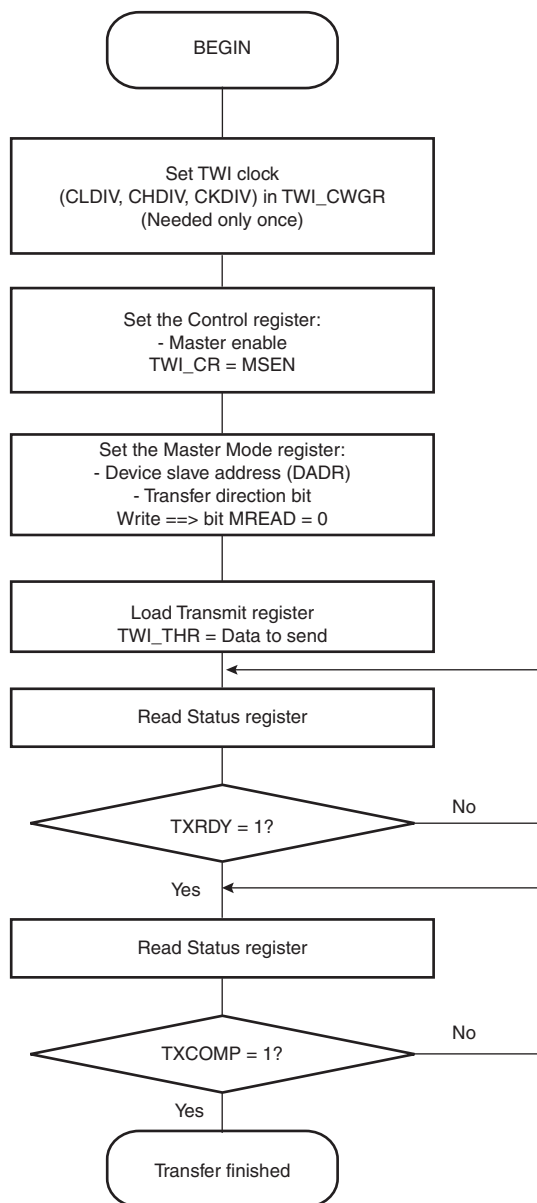 BEGIN
Set TWI clock
(CLDIV, CHDIV, CKDIV) in TWI_CWGR
(Needed only once)
Set the Control register:
- Master enable
TWI_CR = MSEN
Set the Master Mode register:
- Device slave address (DADR)
- Transfer direction bit
Write ==> bit MREAD = 0
Load Transmit register
TWI_THR = Data to send
Read Status register
TXRDY = 1?
No
Yes
Read Status register
TXCOMP = 1?
No
Yes
Transfer finished